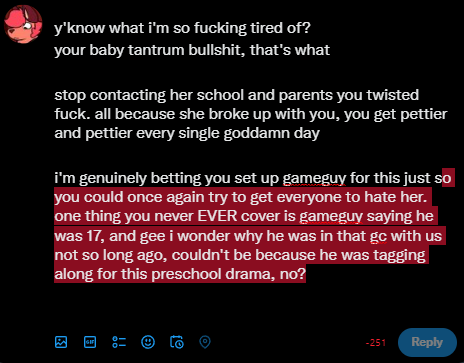 y'know what i'm so fucking tired of?
your baby tantrum bullshit, that's what
stop contacting her school and parents you twisted
fuck. all because she broke up with you, you get pettier
and pettier every single goddamn day
i'm genuinely betting you set up gameguy for this just so
you could once again try to get everyone to hate her.
one thing you never EVER cover is gameguy saying he
was 17, and gee i wonder why he was in that gc with us
not so long ago, couldn't be because he was tagging
along for this preschool drama, no?
GIF
-251
Reply